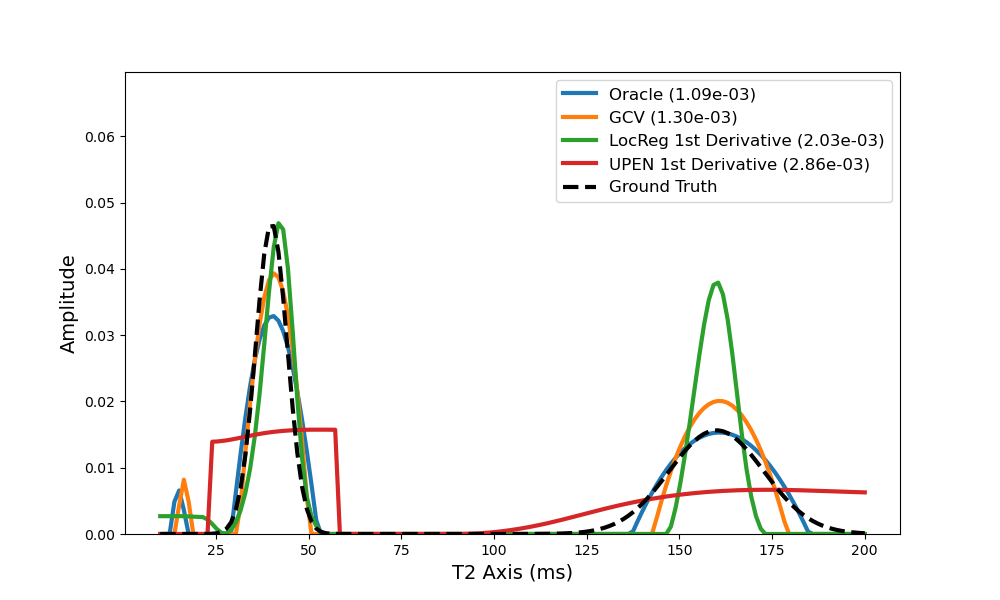 Oracle (1.09e-03)
GCV (1.30e-03)
LocReg 1st Derivative (2.03e-03)
UPEN 1st Derivative (2.86e-03)
Ground Truth
0.06
0.05
0.04
0.03
0.02
0.01
0.00
Amplitude
25 50 75 100 125 150 175 200
T2 Axis (ms)